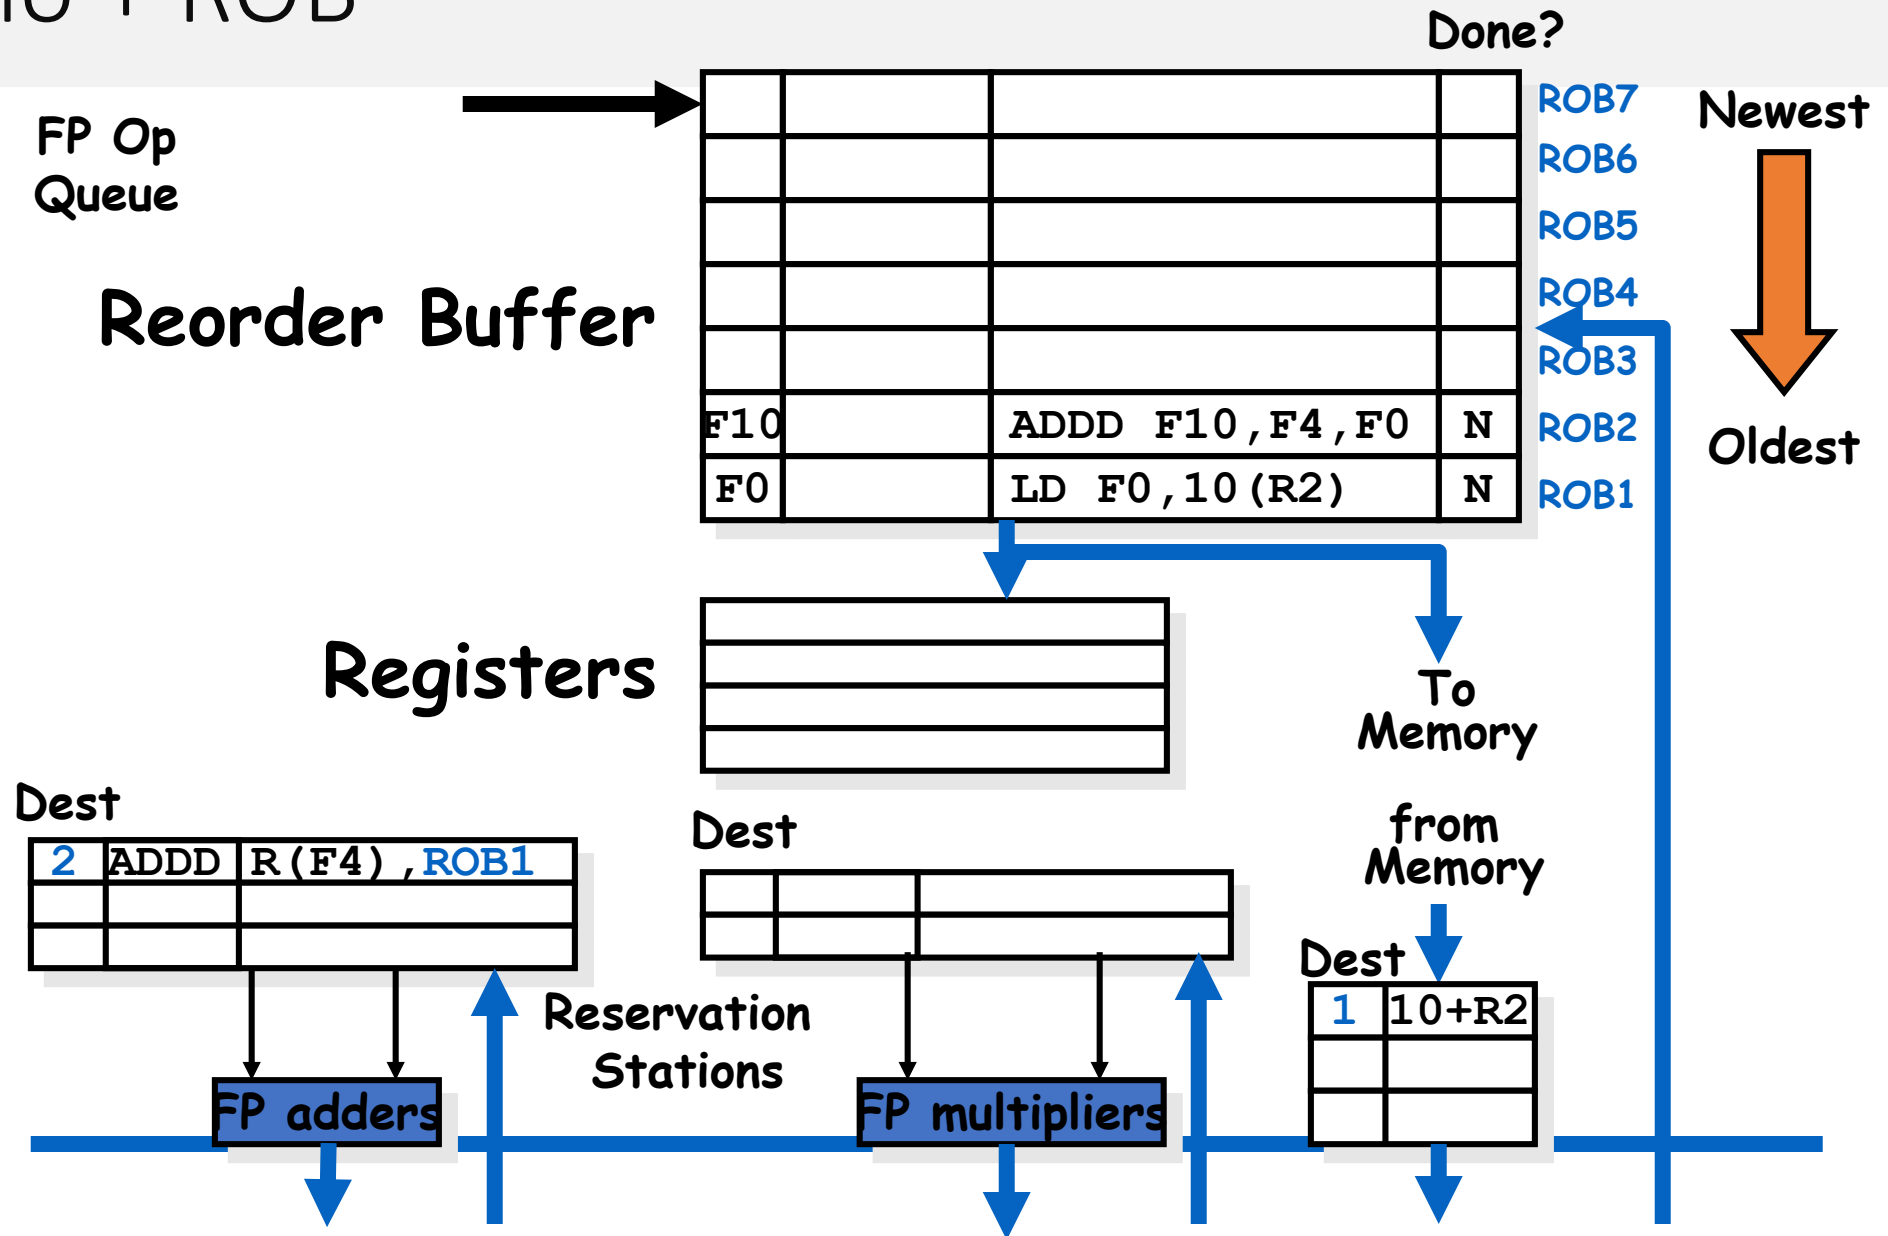 + ROB
Done?
FP Op
Queue
ROB7
ROB6
ROB5
ROB4
ROB3
Newest
Oldest
Reorder Buffer
F10 ADDD F10,F4,F0 N ROB2
F0 LD F0,10(R2) N ROB1
Registers
To
Memory
from
Memory
Dest
2 ADDD R(F4),ROB1
Dest
Dest
1 10+R2
Reservation
Stations
FP adders
FP multipliers